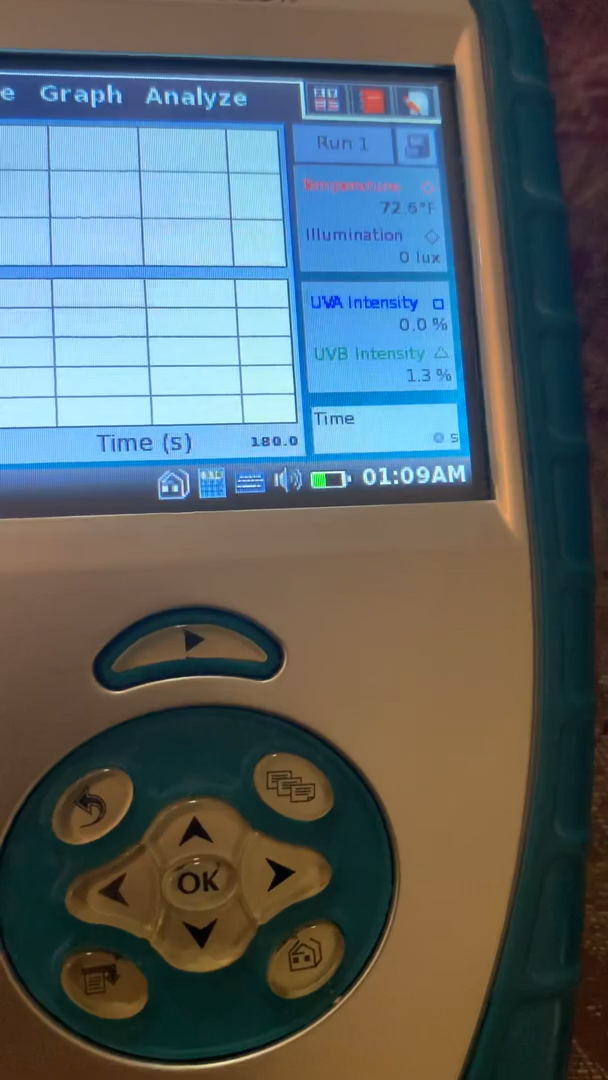 e Graph Analyze
Run 1
Temperature
72.6°F
Illumination
0 lux
UVA Intensity
0.0 %
UVB Intensity
1.3 %
Time
s
Time (s)
180.0
01:09AM
OK